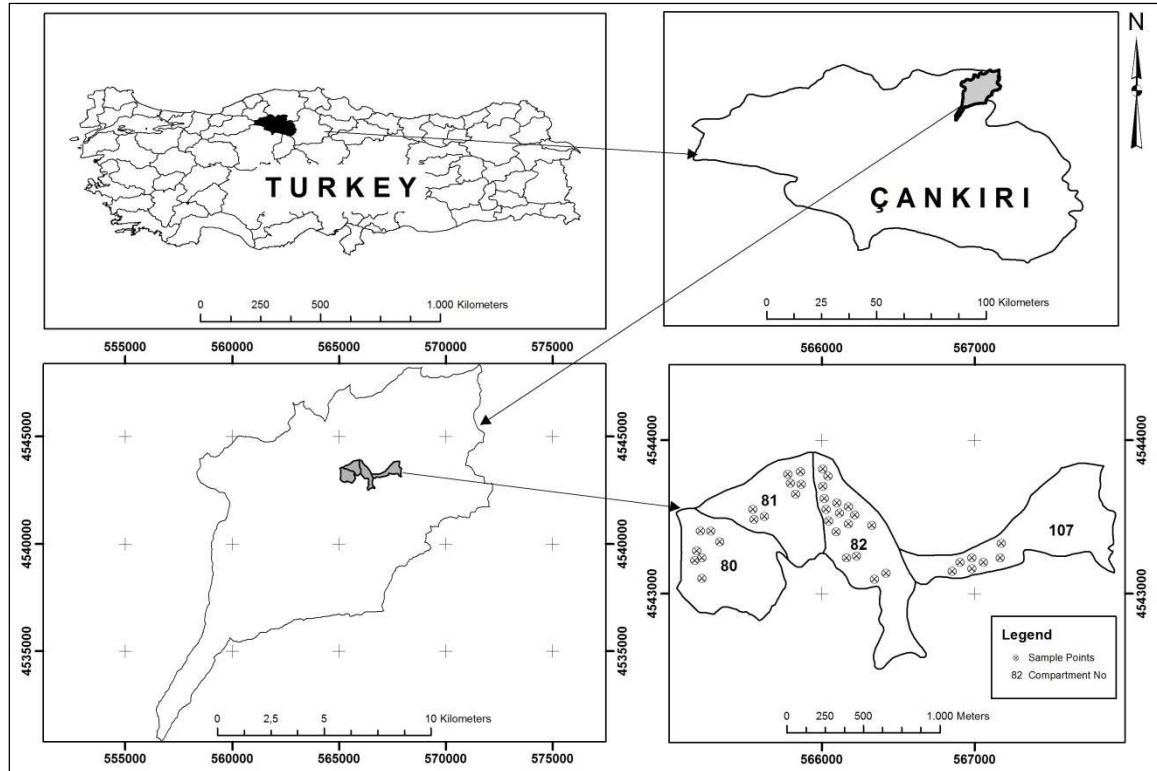 TURKEY
0 250 500 1.000 Kilometers
N
ÇANKIRI
0 25 50 100 Kilometers
555000 560000 565000 570000 575000
4545000
4540000
4535000
4545000
4540000
4535000
0 2,5 5 10 Kilometers
555000 560000 565000 570000 575000
566000 567000
4544000
4543000
4544000
4543000
81
82
80
107
Legend
Sample Points
82 Compartment No
0 250 500 1.000 Meters
566000 567000